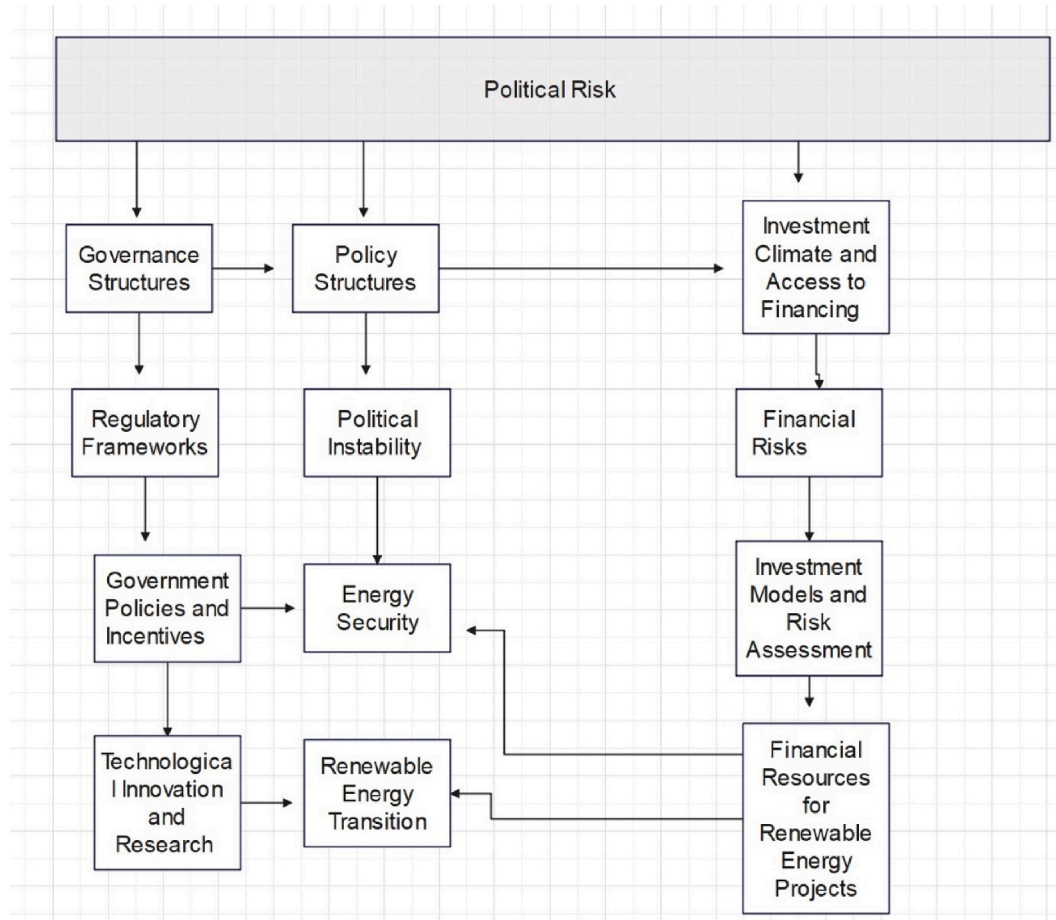 Political Risk
Governance
Structures
Policy
Structures
Investment
Climate and
Access to
Financing
Regulatory
Frameworks
Political
Instability
Financial
Risks
Government
Policies and
Incentives
Energy
Security
Investment
Models and
Risk
Assessment
Technologica
l Innovation
and
Research
Renewable
Energy
Transition
Financial
Resources
for
Renewable
Energy
Projects